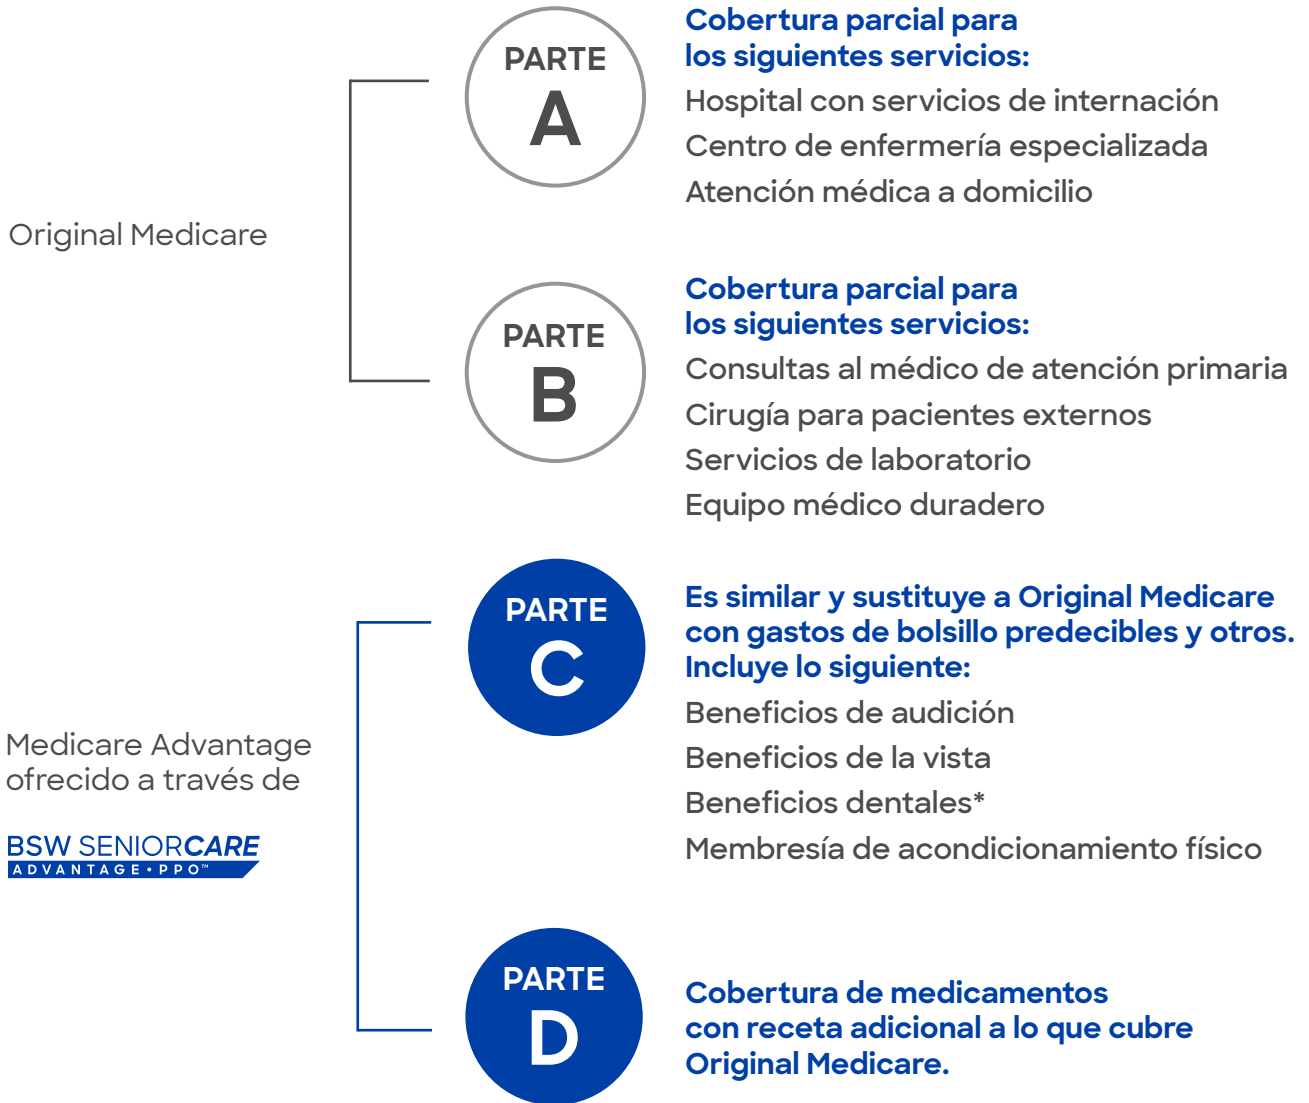 PARTE
A
Cobertura parcial para
los siguientes servicios:
Hospital con servicios de internación
Centro de enfermería especializada
Atención médica a domicilio
Original Medicare
PARTE
B
Cobertura parcial para
los siguientes servicios:
Consultas al médico de atención primaria
Cirugía para pacientes externos
Servicios de laboratorio
Equipo médico duradero
PARTE
C
Es similar y sustituye a Original Medicare
con gastos de bolsillo predecibles y otros.
Incluye lo siguiente:
Beneficios de audición
Beneficios de la vista
Beneficios dentales*
Membresía de acondicionamiento físico
Medicare Advantage
ofrecido a través de
BSW SENIORCARE
ADVANTAGE • PPO™
PARTE
D
Cobertura de medicamentos
con receta adicional a lo que cubre
Original Medicare.